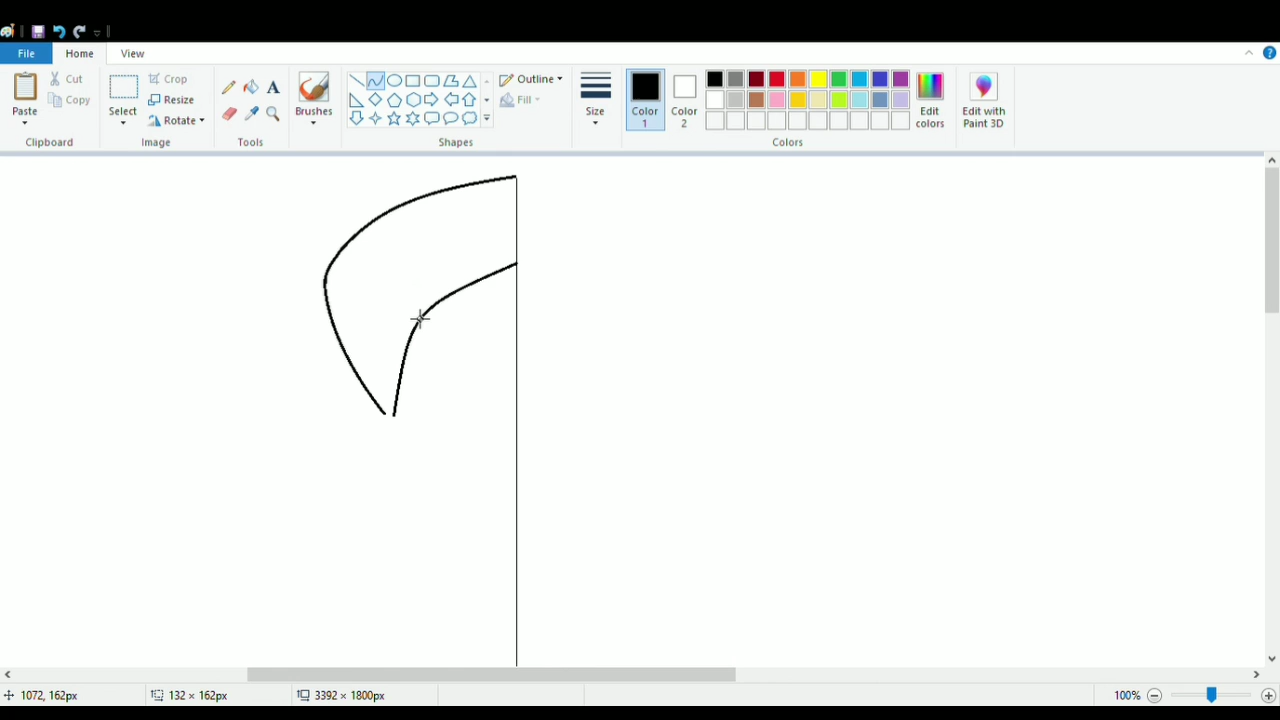 File Home View
Paste
Cut
Copy
Clipboard
Select
Crop
Resize
Rotate
Image
A
Tools
Brushes
Outline
Fill
Shapes
Size
Color 1
Color 2
Edit colors
Edit with Paint 3D
Colors
?
1072, 162px 132 × 162px 3392 × 1800px 100%